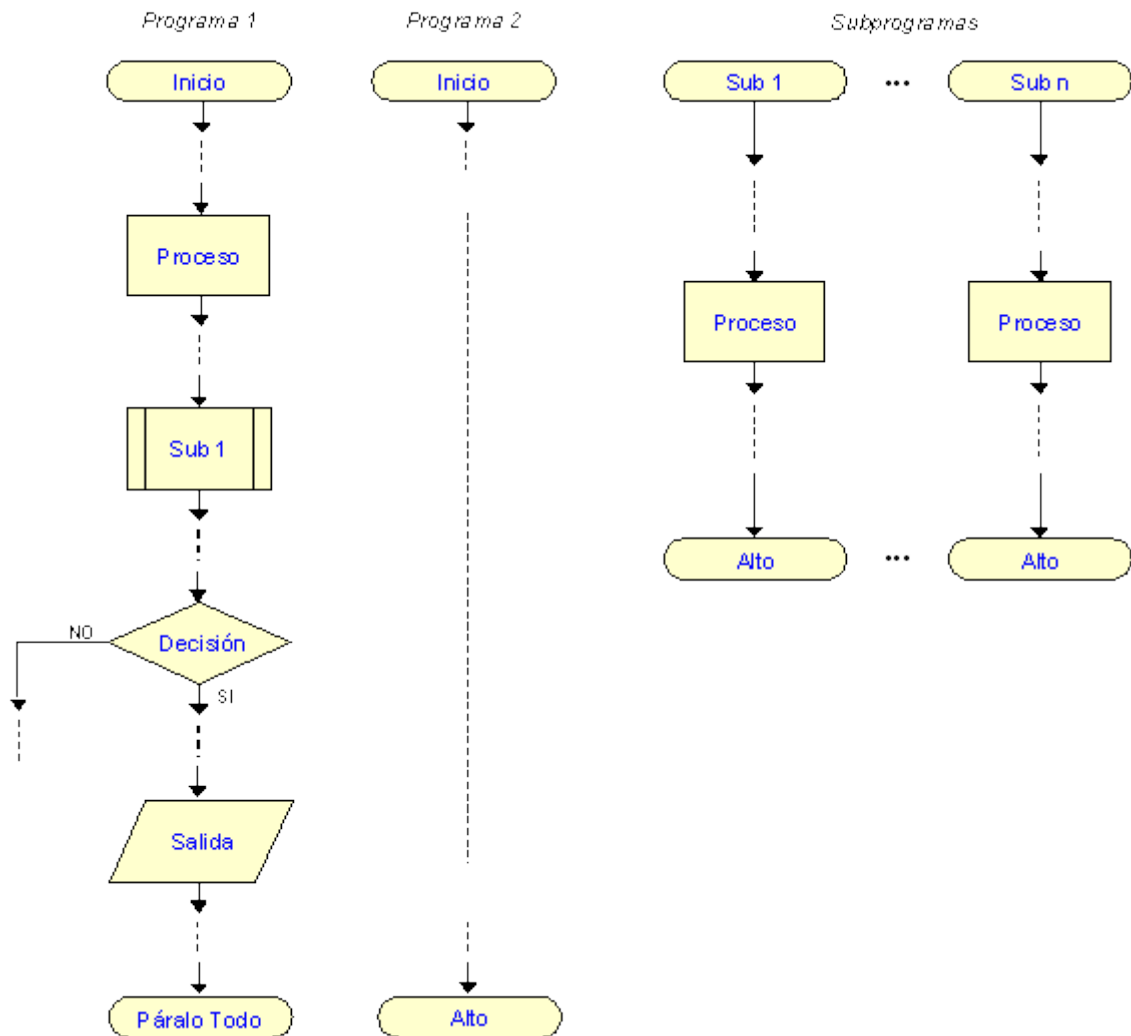 Programa 1
Programa 2
Subprogramas
Inicio
Inicio
Sub 1
...
Sub n
Proceso
Proceso
Proceso
Sub 1
Alto
...
Alto
Decisión
NO
SI
Salida
Páralo Todo
Alto